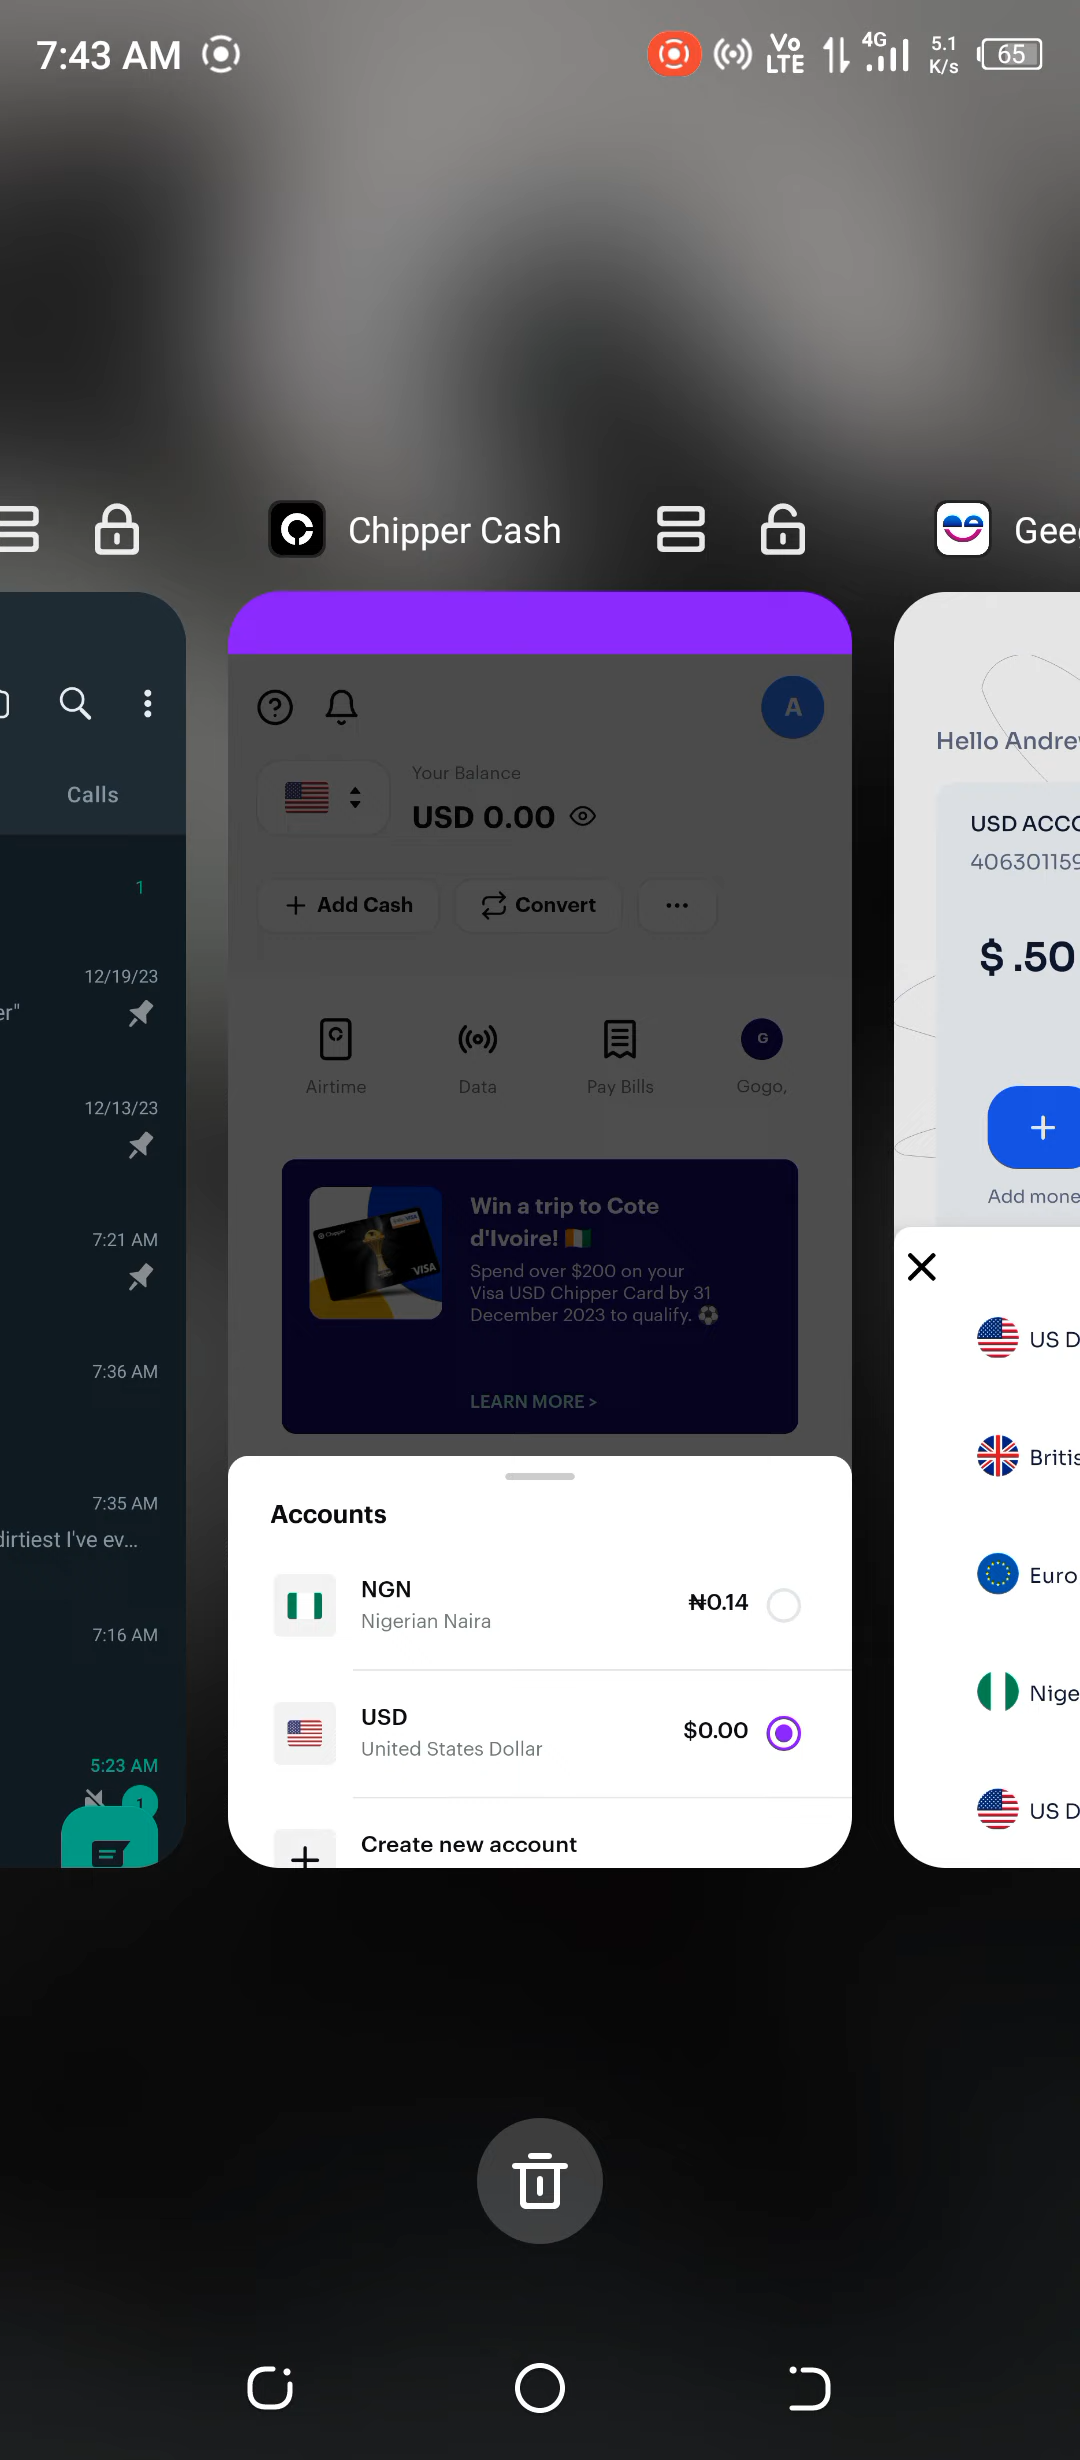 7:43 AM
Vo
LTE
4G
5.1
K/s
65
Chipper Cash
Calls
1
12/19/23
er"
12/13/23
7:21 AM
7:36 AM
7:35 AM
dirtiest I've ev...
7:16 AM
5:23 AM
1
A
Your Balance
USD 0.00
Add Cash
Convert
Airtime
Data
Pay Bills
G
Gogo,
Win a trip to Cote
d'Ivoire!
Spend over $200 on your
Visa USD Chipper Card by 31
December 2023 to qualify.
LEARN MORE >
Chipper
VISA
Accounts
NGN
Nigerian Naira
₦0.14
USD
United States Dollar
$0.00
Create new account
Gee
Hello Andrew
USD ACCO
406301159
$ .50
Add mone
US D
Britis
Euro
Nige
US D